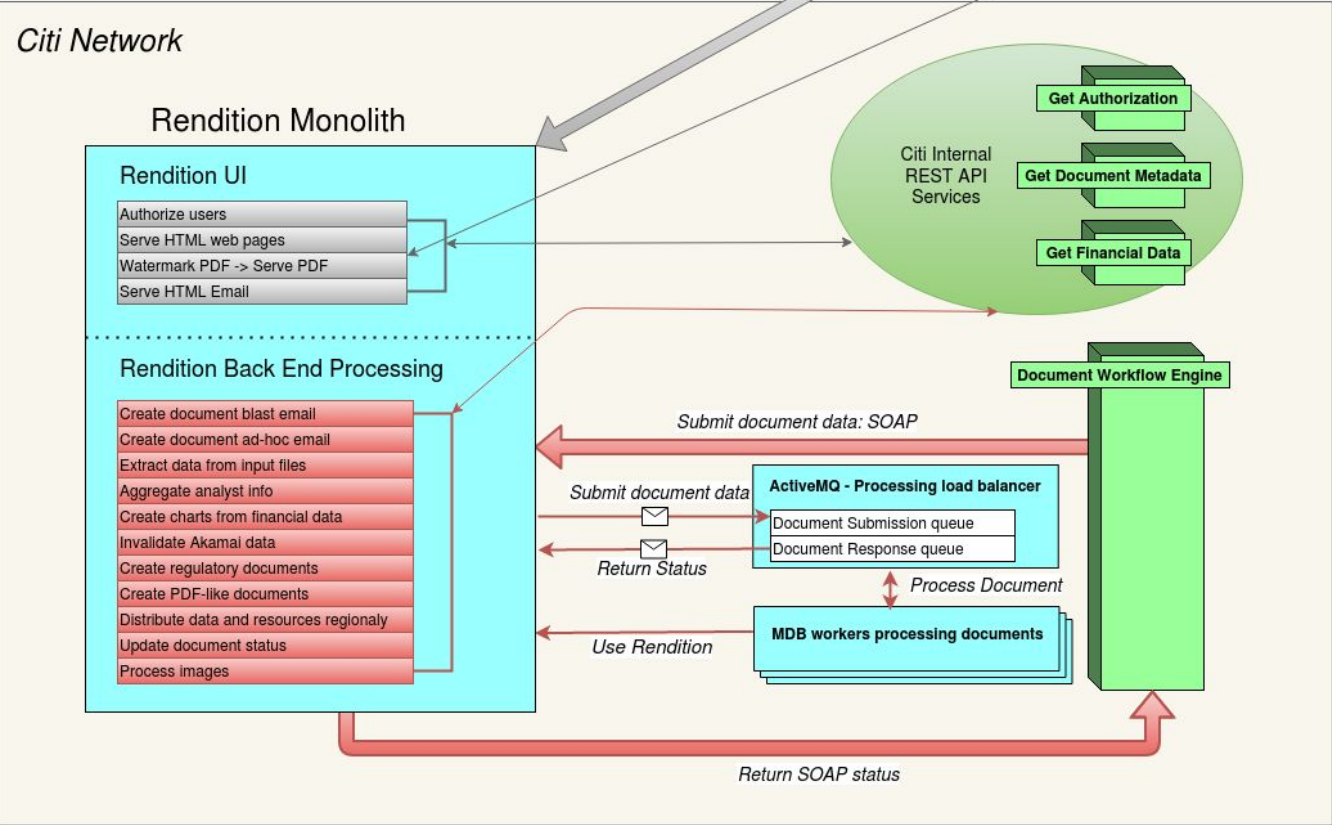 Citi Network
Rendition Monolith
Rendition UI
Authorize users
Serve HTML web pages
Watermark PDF -> Serve PDF
Serve HTML Email
Citi Internal
REST API
Services
Get Authorization
Get Document Metadata
Get Financial Data
Rendition Back End Processing
Create document blast email
Create document ad-hoc email
Extract data from input files
Aggregate analyst info
Create charts from financial data
Invalidate Akamai data
Create regulatory documents
Create PDF-like documents
Distribute data and resources regionaly
Update document status
Process images
Document Workflow Engine
Submit document data: SOAP
Submit document data
ActiveMQ - Processing load balancer
Document Submission queue
Document Response queue
Return Status
Process Document
MDB workers processing documents
Use Rendition
Return SOAP status